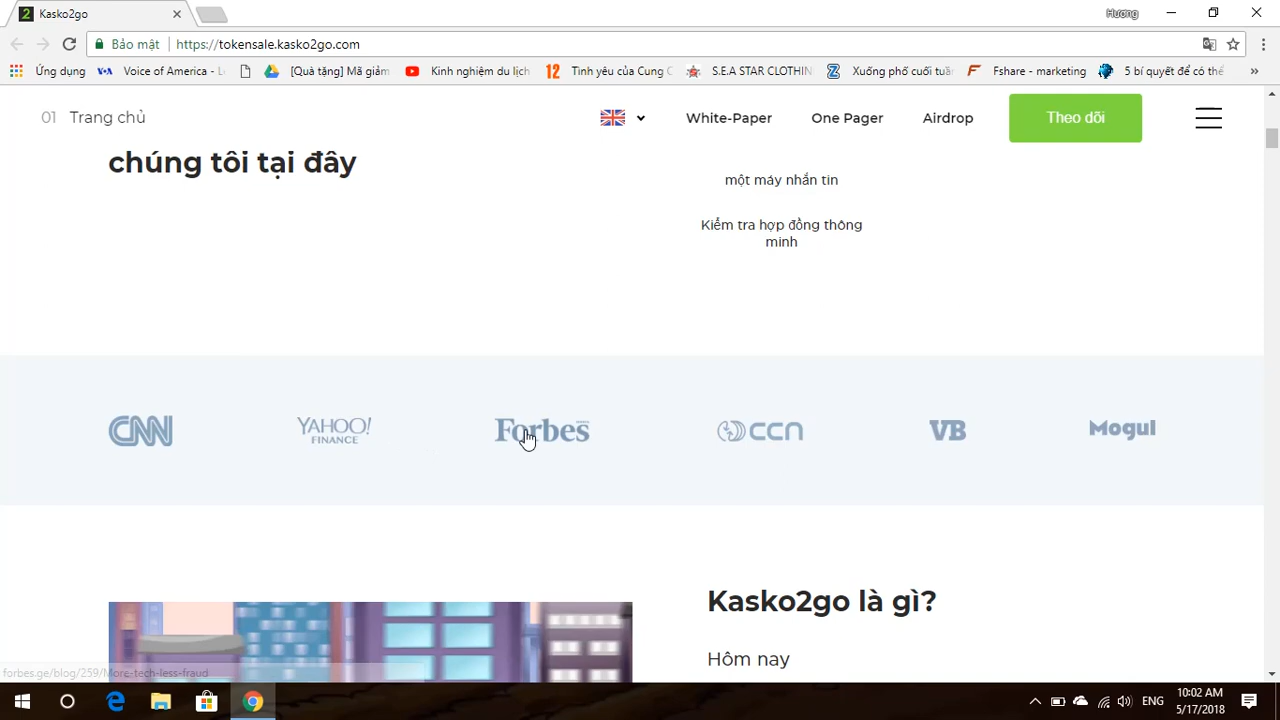 Kasko2go
Hương
Bảo mật
https://tokensale.kasko2go.com
Ứng dụng
Voice of America - L
[Quà tặng] Mã giảm
Kinh nghiệm du lịch
12
Tình yêu của Cung C
S.E.A STAR CLOTHIN
Xuống phố cuối tuần
Fshare - marketing
5 bí quyết để có thể
01 Trang chủ
White-Paper
One Pager
Airdrop
Theo dõi
chúng tôi tại đây
một máy nhắn tin
Kiểm tra hợp đồng thông
minh
CNN
YAHOO!
FINANCE
Forbes
ccn
VB
Mogul
Kasko2go là gì?
Hôm nay
forbes.ge/blog/259/More-tech-less-fraud
ENG
10:02 AM
5/17/2018